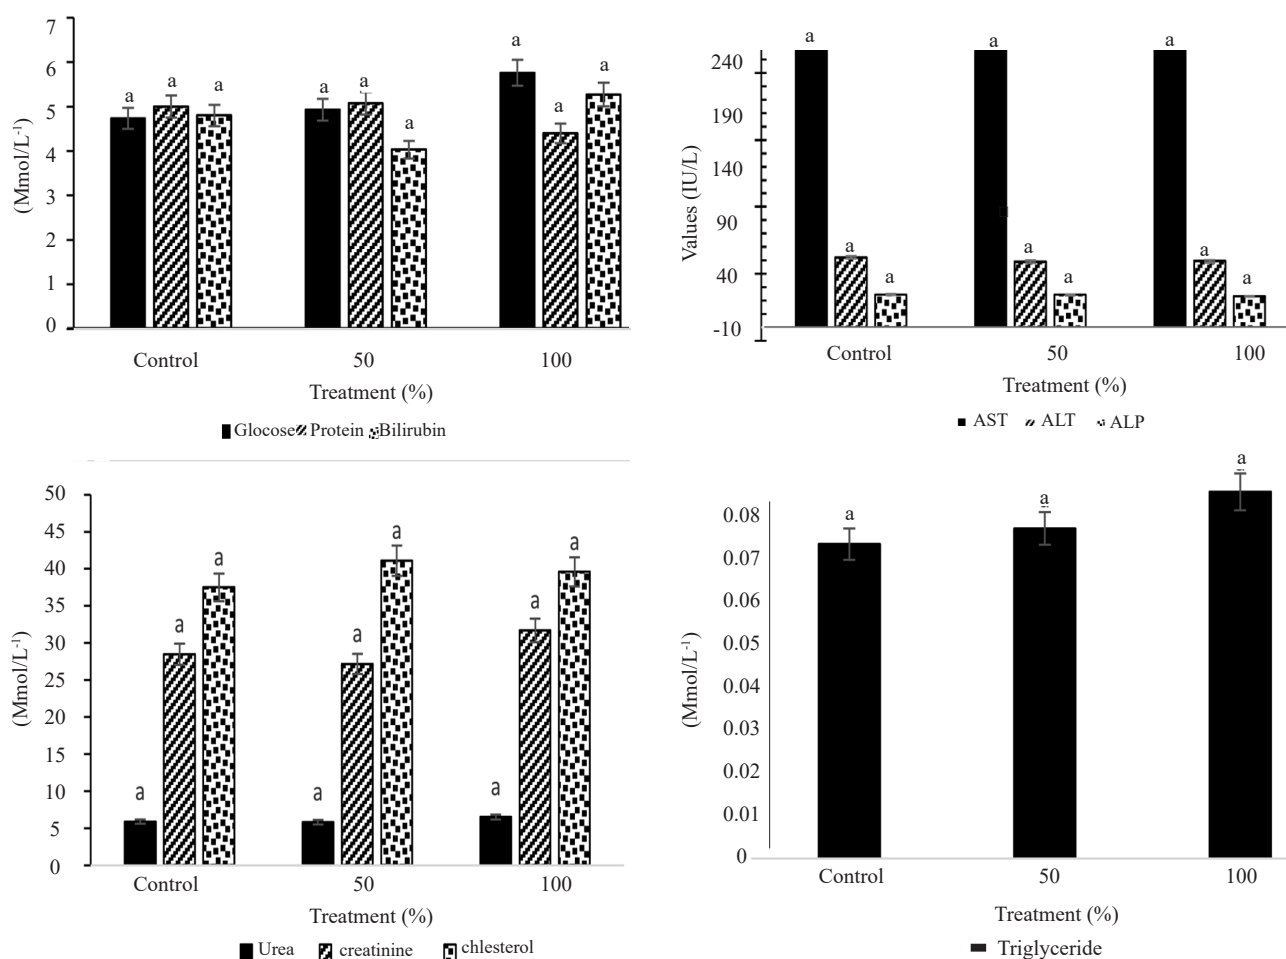 7
6
5
4
3
2
1
0
(Mmol/L-1)
a a a
a a a
a a a
Control 50 100
Treatment (%)
Glocose Protein Bilirubin
240
190
140
90
40
-10
Values (IU/L)
a a a
a a a
a a a
Control 50 100
Treatment (%)
AST ALT ALP
50
45
40
35
30
25
20
15
10
5
0
(Mmol/L-1)
a a a
a a a
a a a
Control 50 100
Treatment (%)
Urea creatinine chlesterol
0.08
0.07
0.06
0.05
0.04
0.03
0.02
0.01
0
(Mmol/L-1)
a a a
Control 50 100
Treatment (%)
Triglyceride